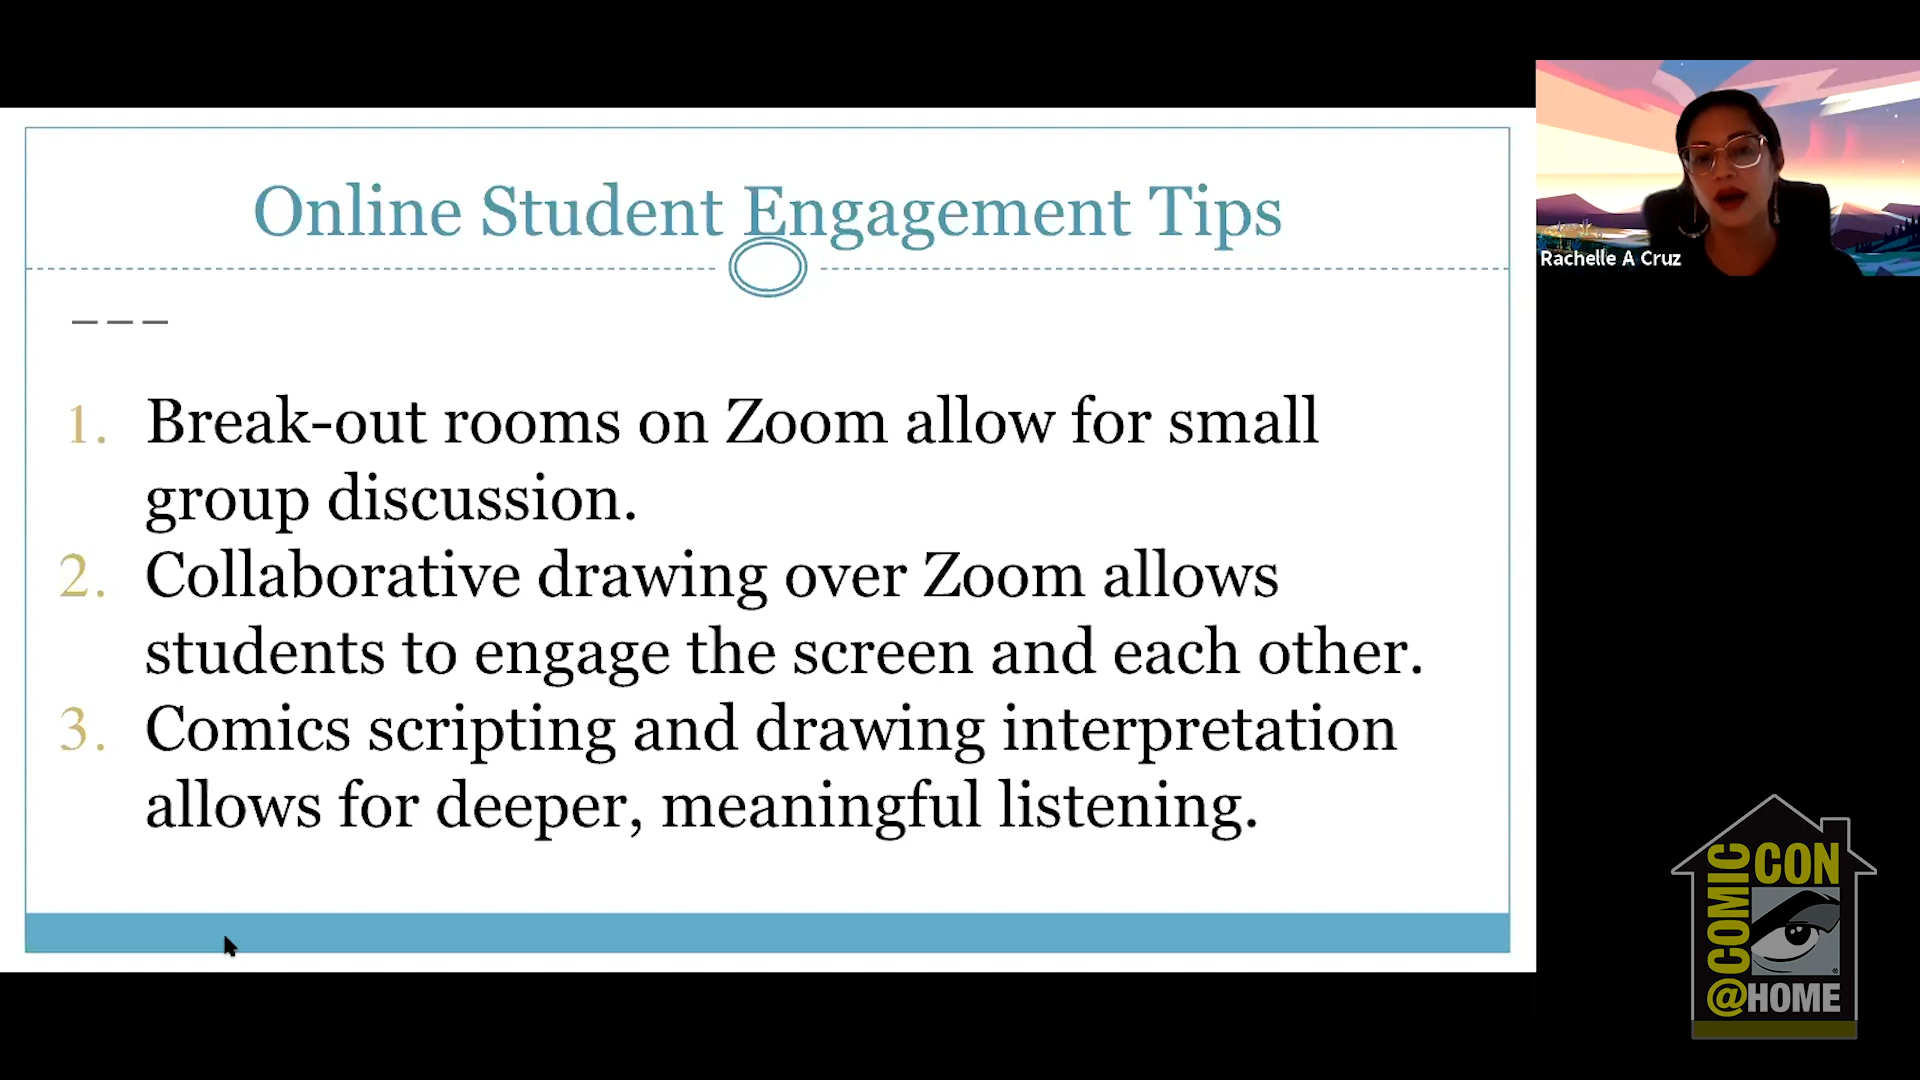 Online Student Engagement Tips
1. Break-out rooms on Zoom allow for small
group discussion.
2. Collaborative drawing over Zoom allows
students to engage the screen and each other.
3. Comics scripting and drawing interpretation
allows for deeper, meaningful listening.
Rachelle A Cruz
COMIC
CON
@HOME